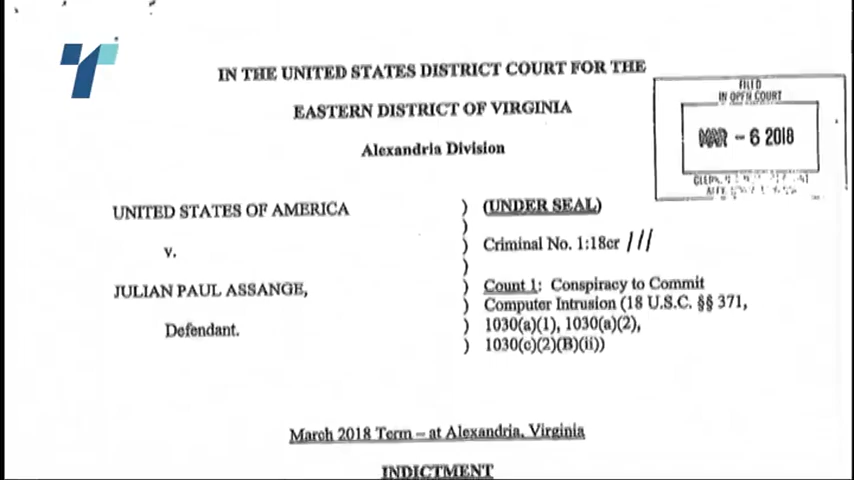 IN THE UNITED STATES DISTRICT COURT FOR THE
EASTERN DISTRICT OF VIRGINIA
Alexandria Division
FILED
IN OPEN COURT
MAR - 6 2018
UNITED STATES OF AMERICA
v.
JULIAN PAUL ASSANGE,
Defendant.
)
)
)
)
)
)
)
)
(UNDER SEAL)
Criminal No. 1:18cr 111
Count 1: Conspiracy to Commit
Computer Intrusion (18 U.S.C. §§ 371,
1030(a)(1), 1030(a)(2),
1030(c)(2)(B)(ii))
March 2018 Term – at Alexandria, Virginia
INDICTMENT